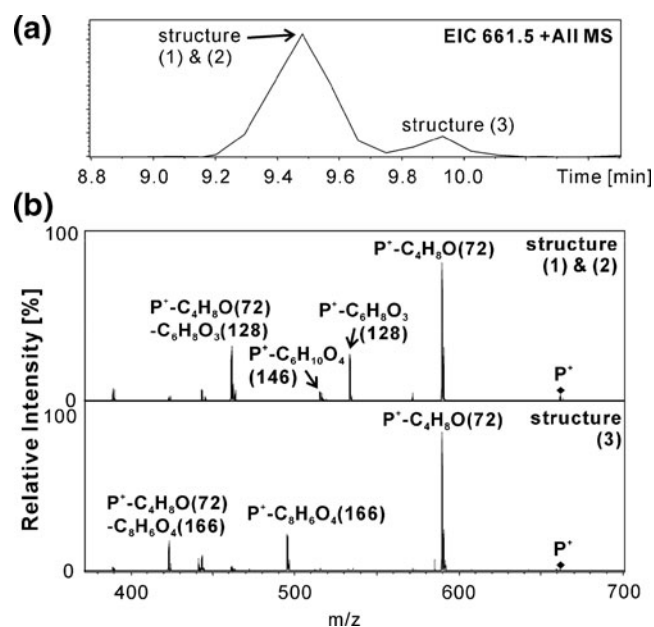 (a)
structure
(1) & (2)
EIC 661.5 +All MS
structure (3)
8.8 9.0 9.2 9.4 9.6 9.8 10.0 Time [min]
(b)
Relative Intensity [%]
100
P⁺-C₄H₈O(72)
structure
(1) & (2)
P⁺-C₄H₈O(72)
-C₆H₈O₃(128)
P⁺-C₆H₈O₃
(128)
P⁺-C₆H₁₀O₄
(146)
P⁺
0
100
P⁺-C₄H₈O(72)
structure
(3)
P⁺-C₄H₈O(72)
-C₈H₆O₄(166)
P⁺-C₈H₆O₄(166)
P⁺
0
400 500 600 700
m/z